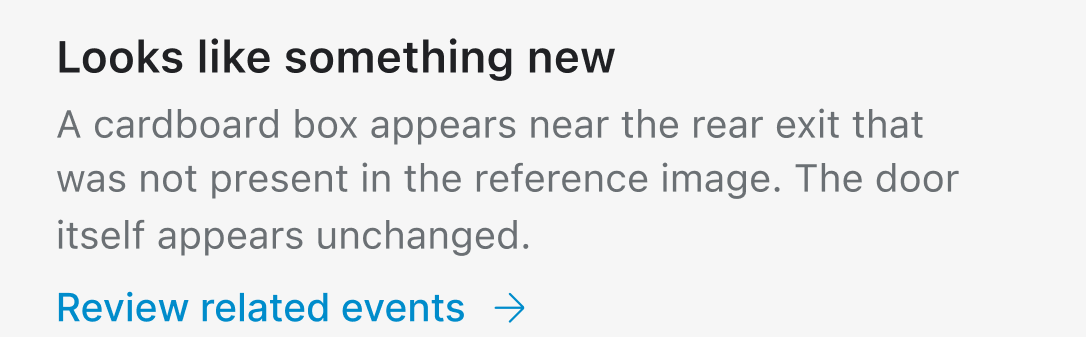 Looks like something new
A cardboard box appears near the rear exit that
was not present in the reference image. The door
itself appears unchanged.
Review related events →